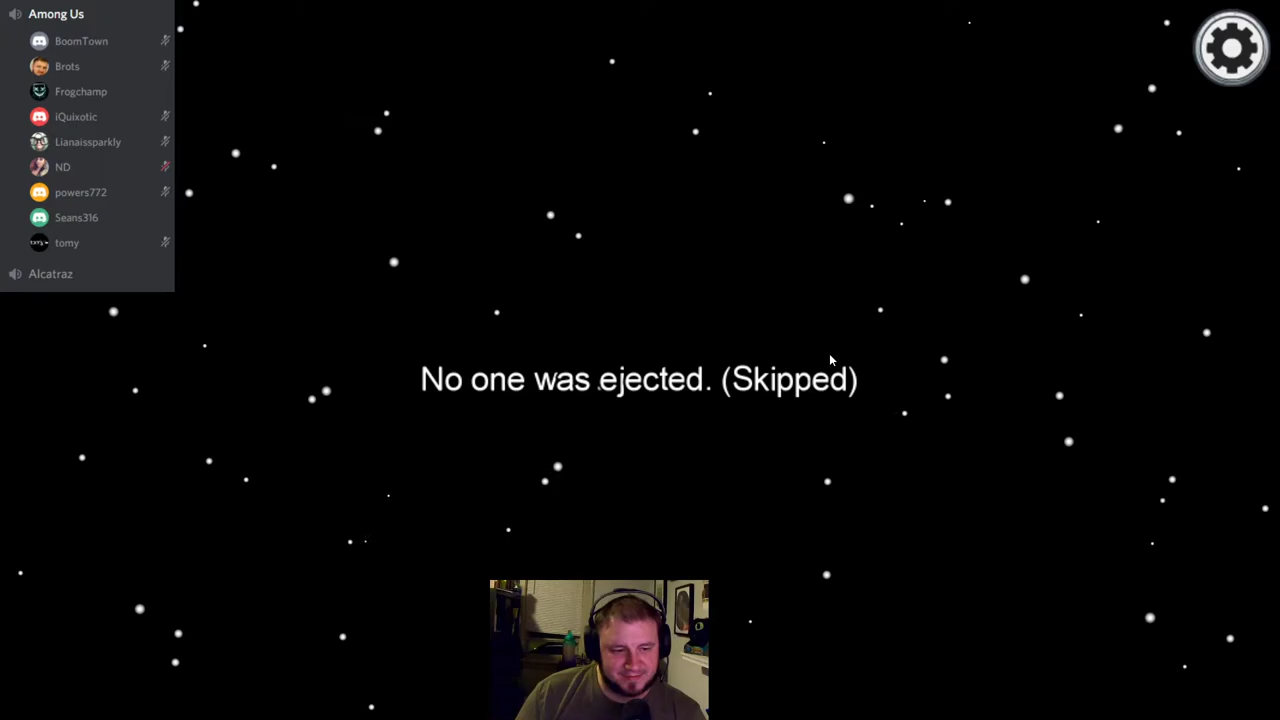 Among Us
BoomTown
Brots
Frogchamp
iQuixotic
Lianaissparkly
ND
powers772
Seans316
tomy
Alcatraz
No one was ejected. (Skipped)